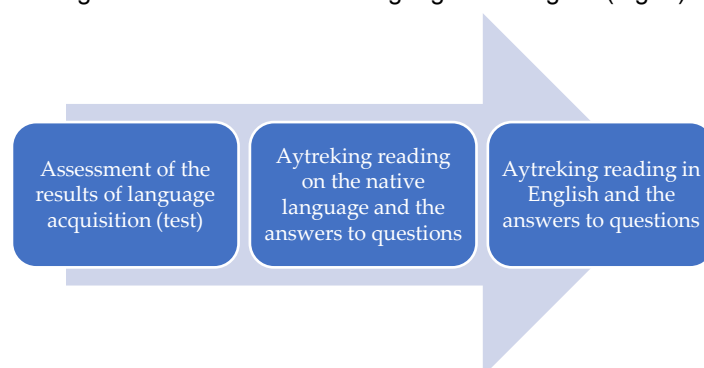 Assessment of the
results of language
acquisition (test)
Aytreking reading
on the native
language and the
answers to questions
Aytreking reading in
English and the
answers to questions